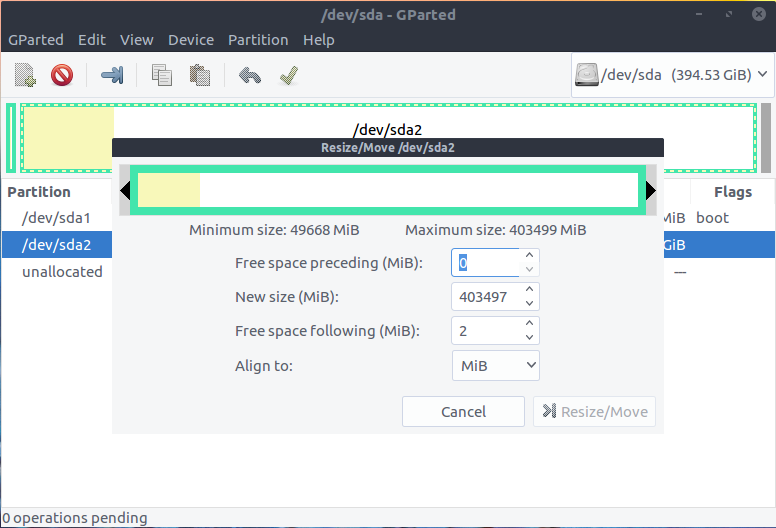 /dev/sda - GParted
GParted Edit View Device Partition Help
/dev/sda (394.53 GiB)
/dev/sda2
Resize/Move /dev/sda2
Minimum size: 49668 MiB Maximum size: 403499 MiB
Free space preceding (MiB): 0
New size (MiB): 403497
Free space following (MiB): 2
Align to: MiB
Cancel Resize/Move
Partition Flags
/dev/sda1 MiB boot
/dev/sda2 GiB
unallocated ---
0 operations pending